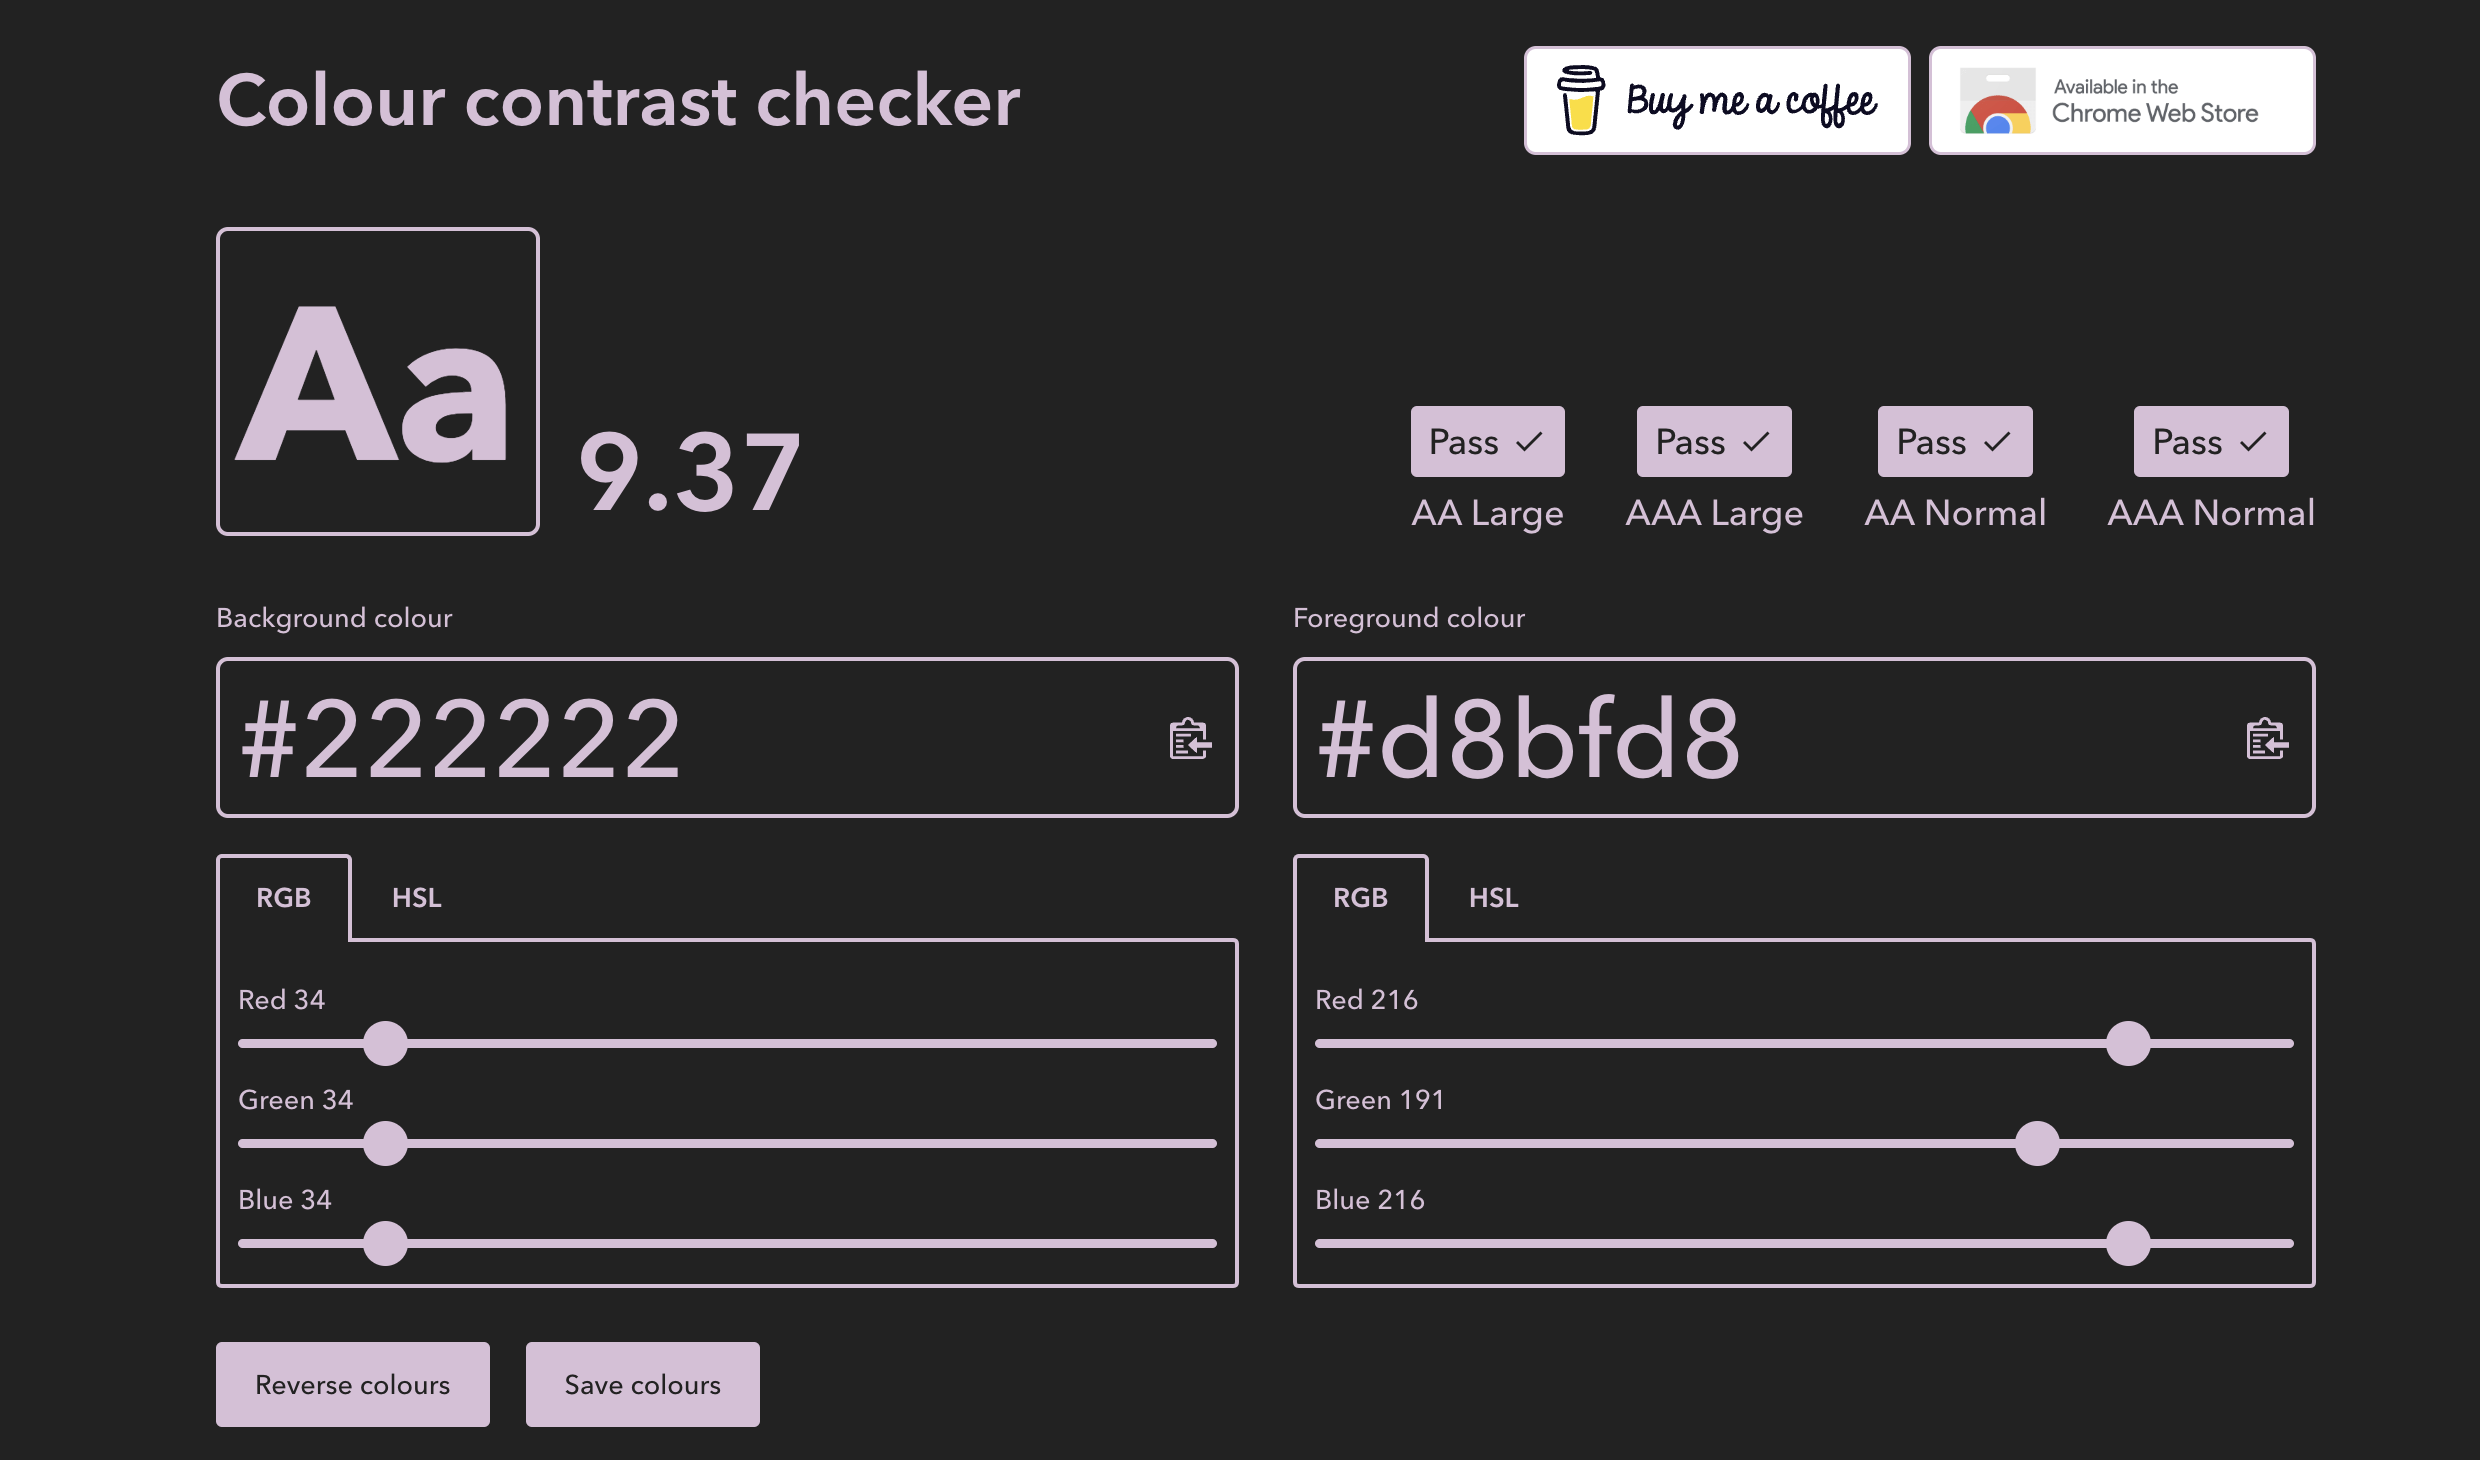 Colour contrast checker
Buy me a coffee
Available in the
Chrome Web Store
Aa
9.37
Pass
AA Large
Pass
AAA Large
Pass
AA Normal
Pass
AAA Normal
Background colour
#222222
RGB HSL
Red 34
Green 34
Blue 34
Foreground colour
#d8bfd8
RGB HSL
Red 216
Green 191
Blue 216
Reverse colours
Save colours